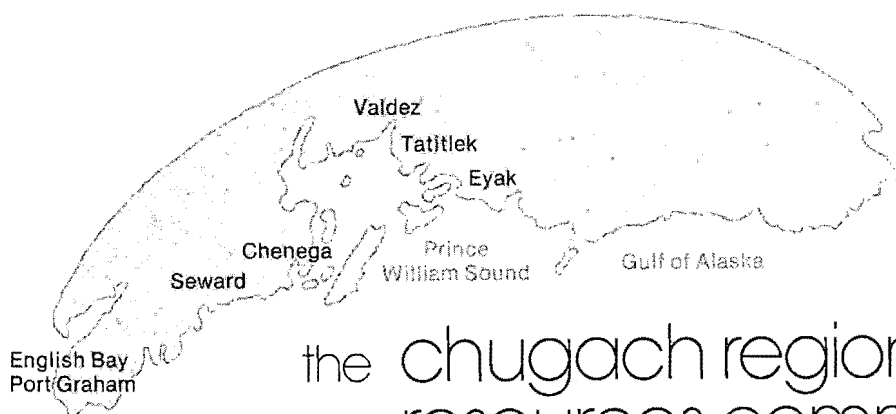 Valdez
Tatitlek
Eyak
Chenega
Prince
William Sound
Gulf of Alaska
Seward
English Bay
Port Graham
the chugach region